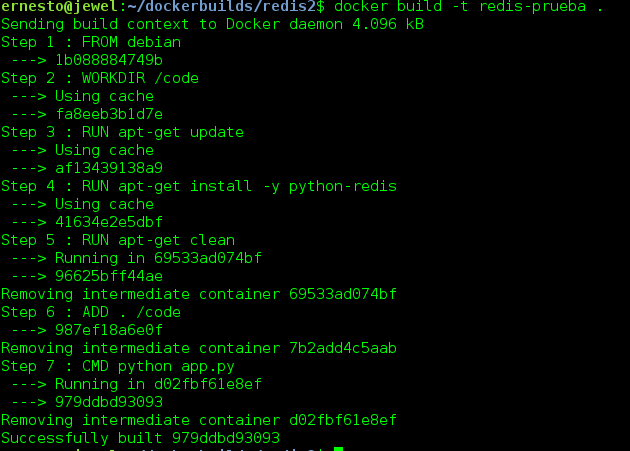 ernesto@jewel:~/dockerbuilds/redis2$ docker build -t redis-prueba .
Sending build context to Docker daemon 4.096 kB
Step 1 : FROM debian
 ---> 1b088884749b
Step 2 : WORKDIR /code
 ---> Using cache
 ---> fa8eeb3b1d7e
Step 3 : RUN apt-get update
 ---> Using cache
 ---> af13439138a9
Step 4 : RUN apt-get install -y python-redis
 ---> Using cache
 ---> 41634e2e5dbf
Step 5 : RUN apt-get clean
 ---> Running in 69533ad074bf
 ---> 96625bff44ae
Removing intermediate container 69533ad074bf
Step 6 : ADD . /code
 ---> 987ef18a6e0f
Removing intermediate container 7b2add4c5aab
Step 7 : CMD python app.py
 ---> Running in d02fbf61e8ef
 ---> 979ddbd93093
Removing intermediate container d02fbf61e8ef
Successfully built 979ddbd93093